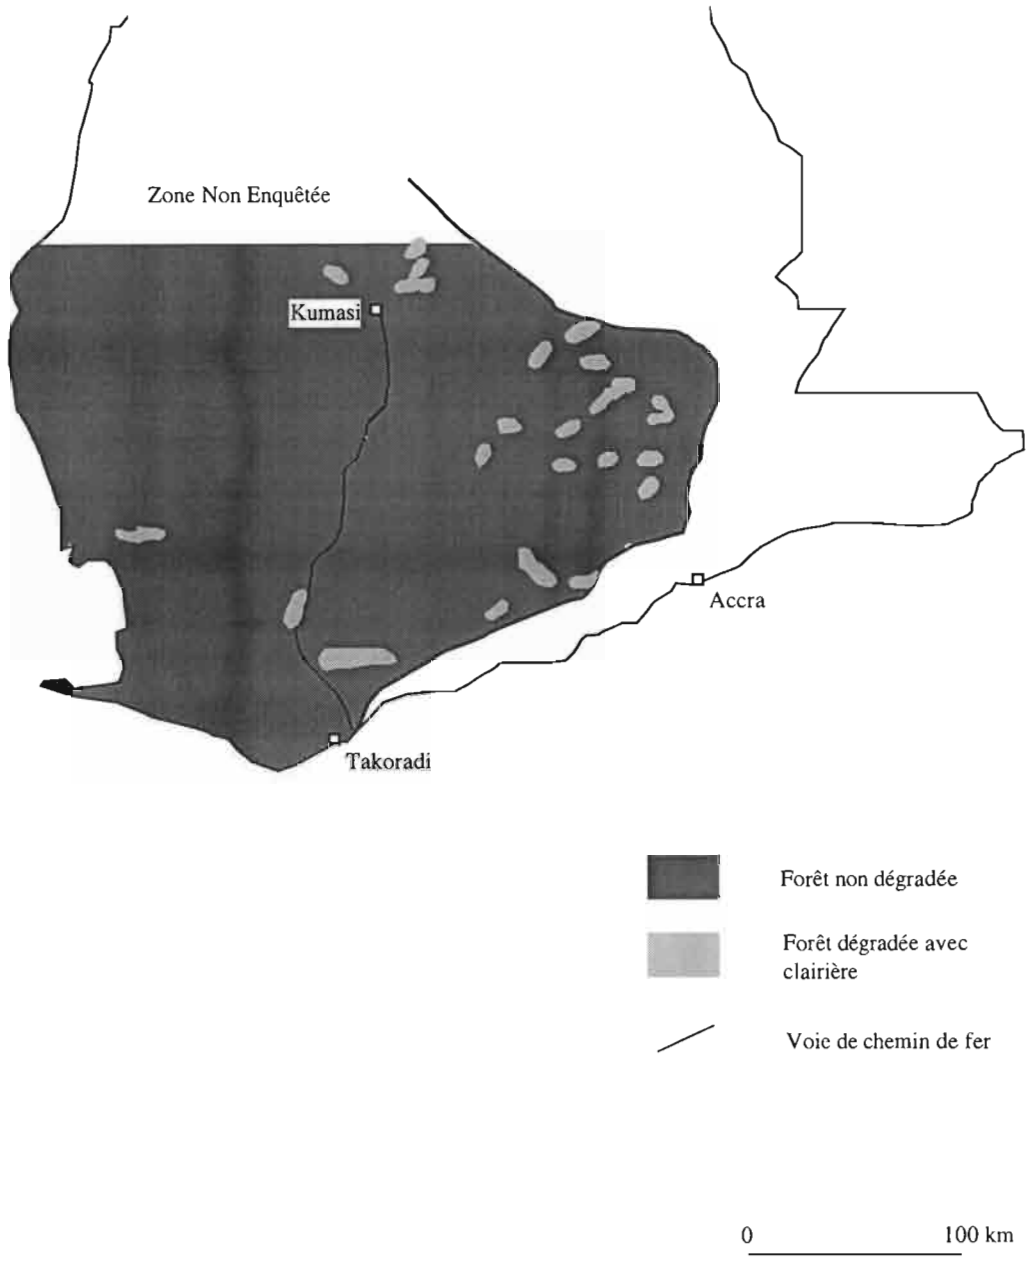 Zone Non Enquêtée
Kumasi
Accra
Takoradi
Forêt non dégradée
Forêt dégradée avec
clairière
Voie de chemin de fer
0 100 km